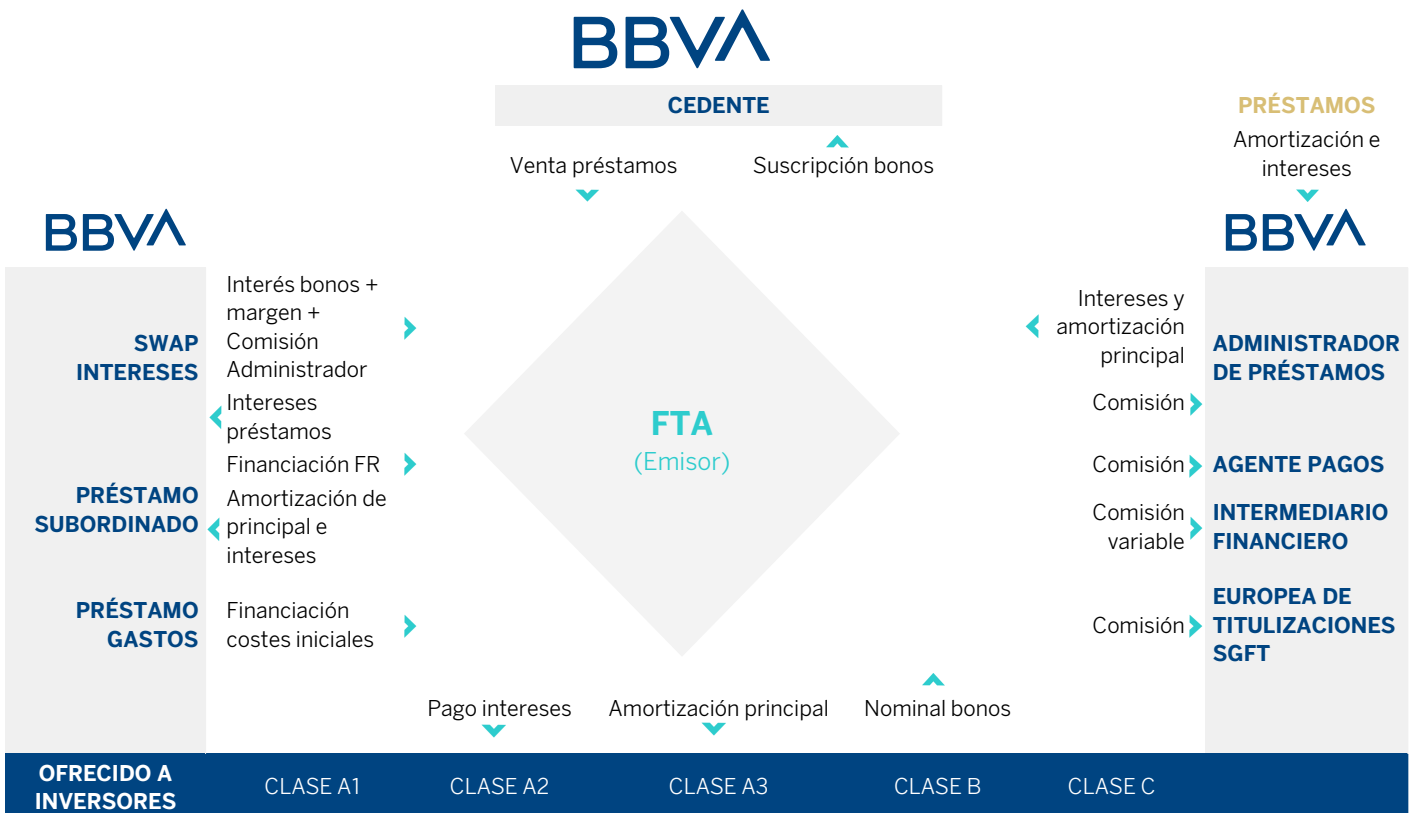 BBVA
CEDENTE
Venta préstamos
Suscripción bonos
PRÉSTAMOS
Amortización e
intereses
BBVA
SWAP
INTERESES
Interés bonos +
margen +
Comisión
Administrador
Intereses
préstamos
PRÉSTAMO
SUBORDINADO
Financiación FR
Amortización de
principal e
intereses
PRÉSTAMO
GASTOS
Financiación
costes iniciales
FTA
(Emisor)
BBVA
Intereses y
amortización
principal
ADMINISTRADOR
DE PRÉSTAMOS
Comisión
Comisión
AGENTE PAGOS
Comisión
variable
INTERMEDIARIO
FINANCIERO
Comisión
EUROPEA DE
TITULIZACIONES
SGFT
Pago intereses
Amortización principal
Nominal bonos
OFRECIDO A
INVERSORES
CLASE A1
CLASE A2
CLASE A3
CLASE B
CLASE C